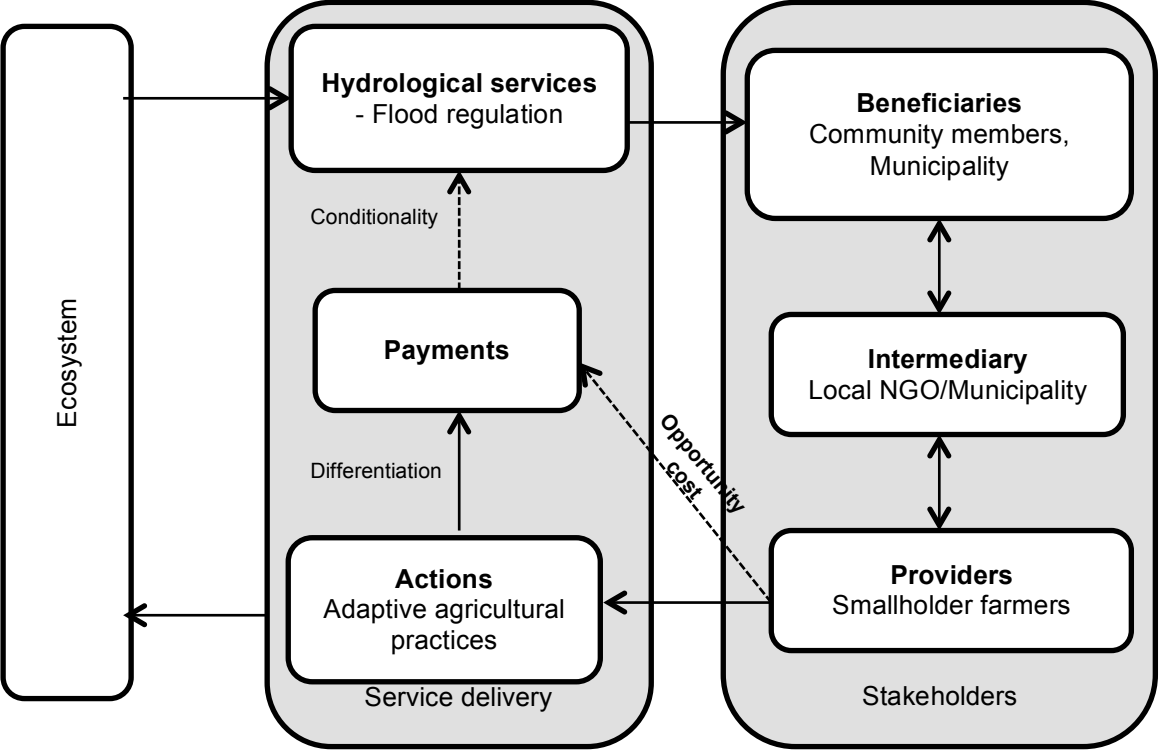 Ecosystem
Hydrological services
- Flood regulation
Conditionality
Payments
Differentiation
Actions
Adaptive agricultural
practices
Service delivery
Opportunity
cost
Beneficiaries
Community members,
Municipality
Intermediary
Local NGO/Municipality
Providers
Smallholder farmers
Stakeholders